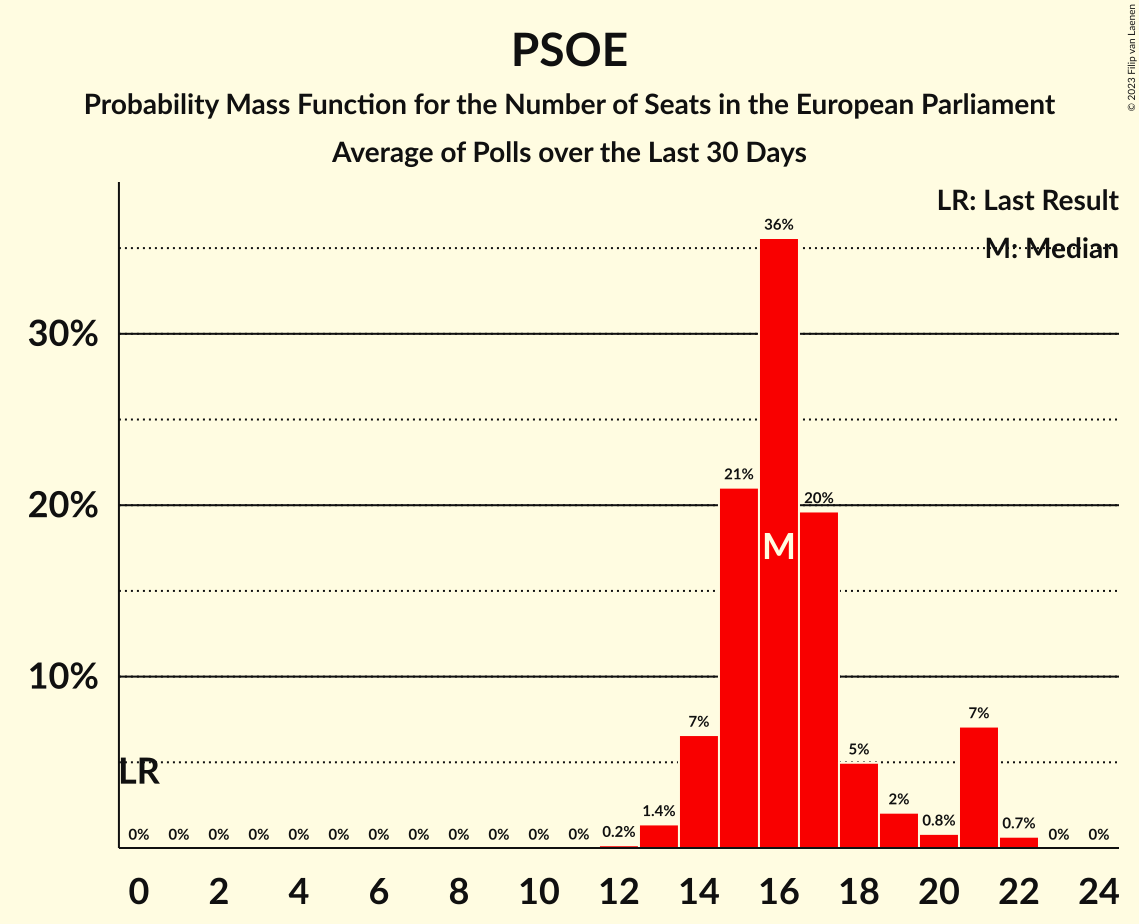 PSOE
Probability Mass Function for the Number of Seats in the European Parliament
Average of Polls over the Last 30 Days
© 2023 Filip van Laenen
LR: Last Result
M: Median
36%
30%
21%
20%
20%
M
10%
7%
7%
5%
LR
2%
1.4%
0.8%
0.7%
0.2%
0% 0% 0% 0% 0% 0% 0% 0% 0% 0% 0% 0% 0% 0%
0 2 4 6 8 10 12 14 16 18 20 22 24